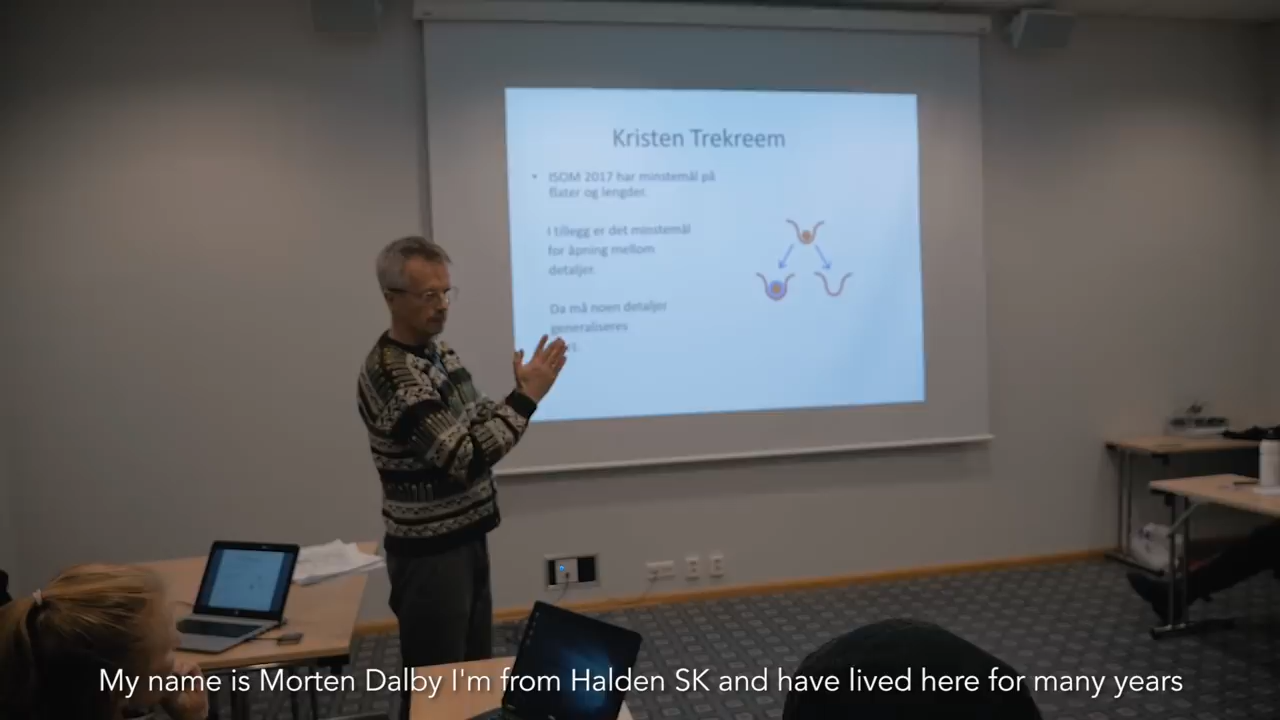 Kristen Trekreem
• ISOM 2017 har minstemål på
flater og lengder.
I tillegg er det minstemål
for åpning mellom
detaljer.
Da må noen detaljer
generaliseres
My name is Morten Dalby I'm from Halden SK and have lived here for many years